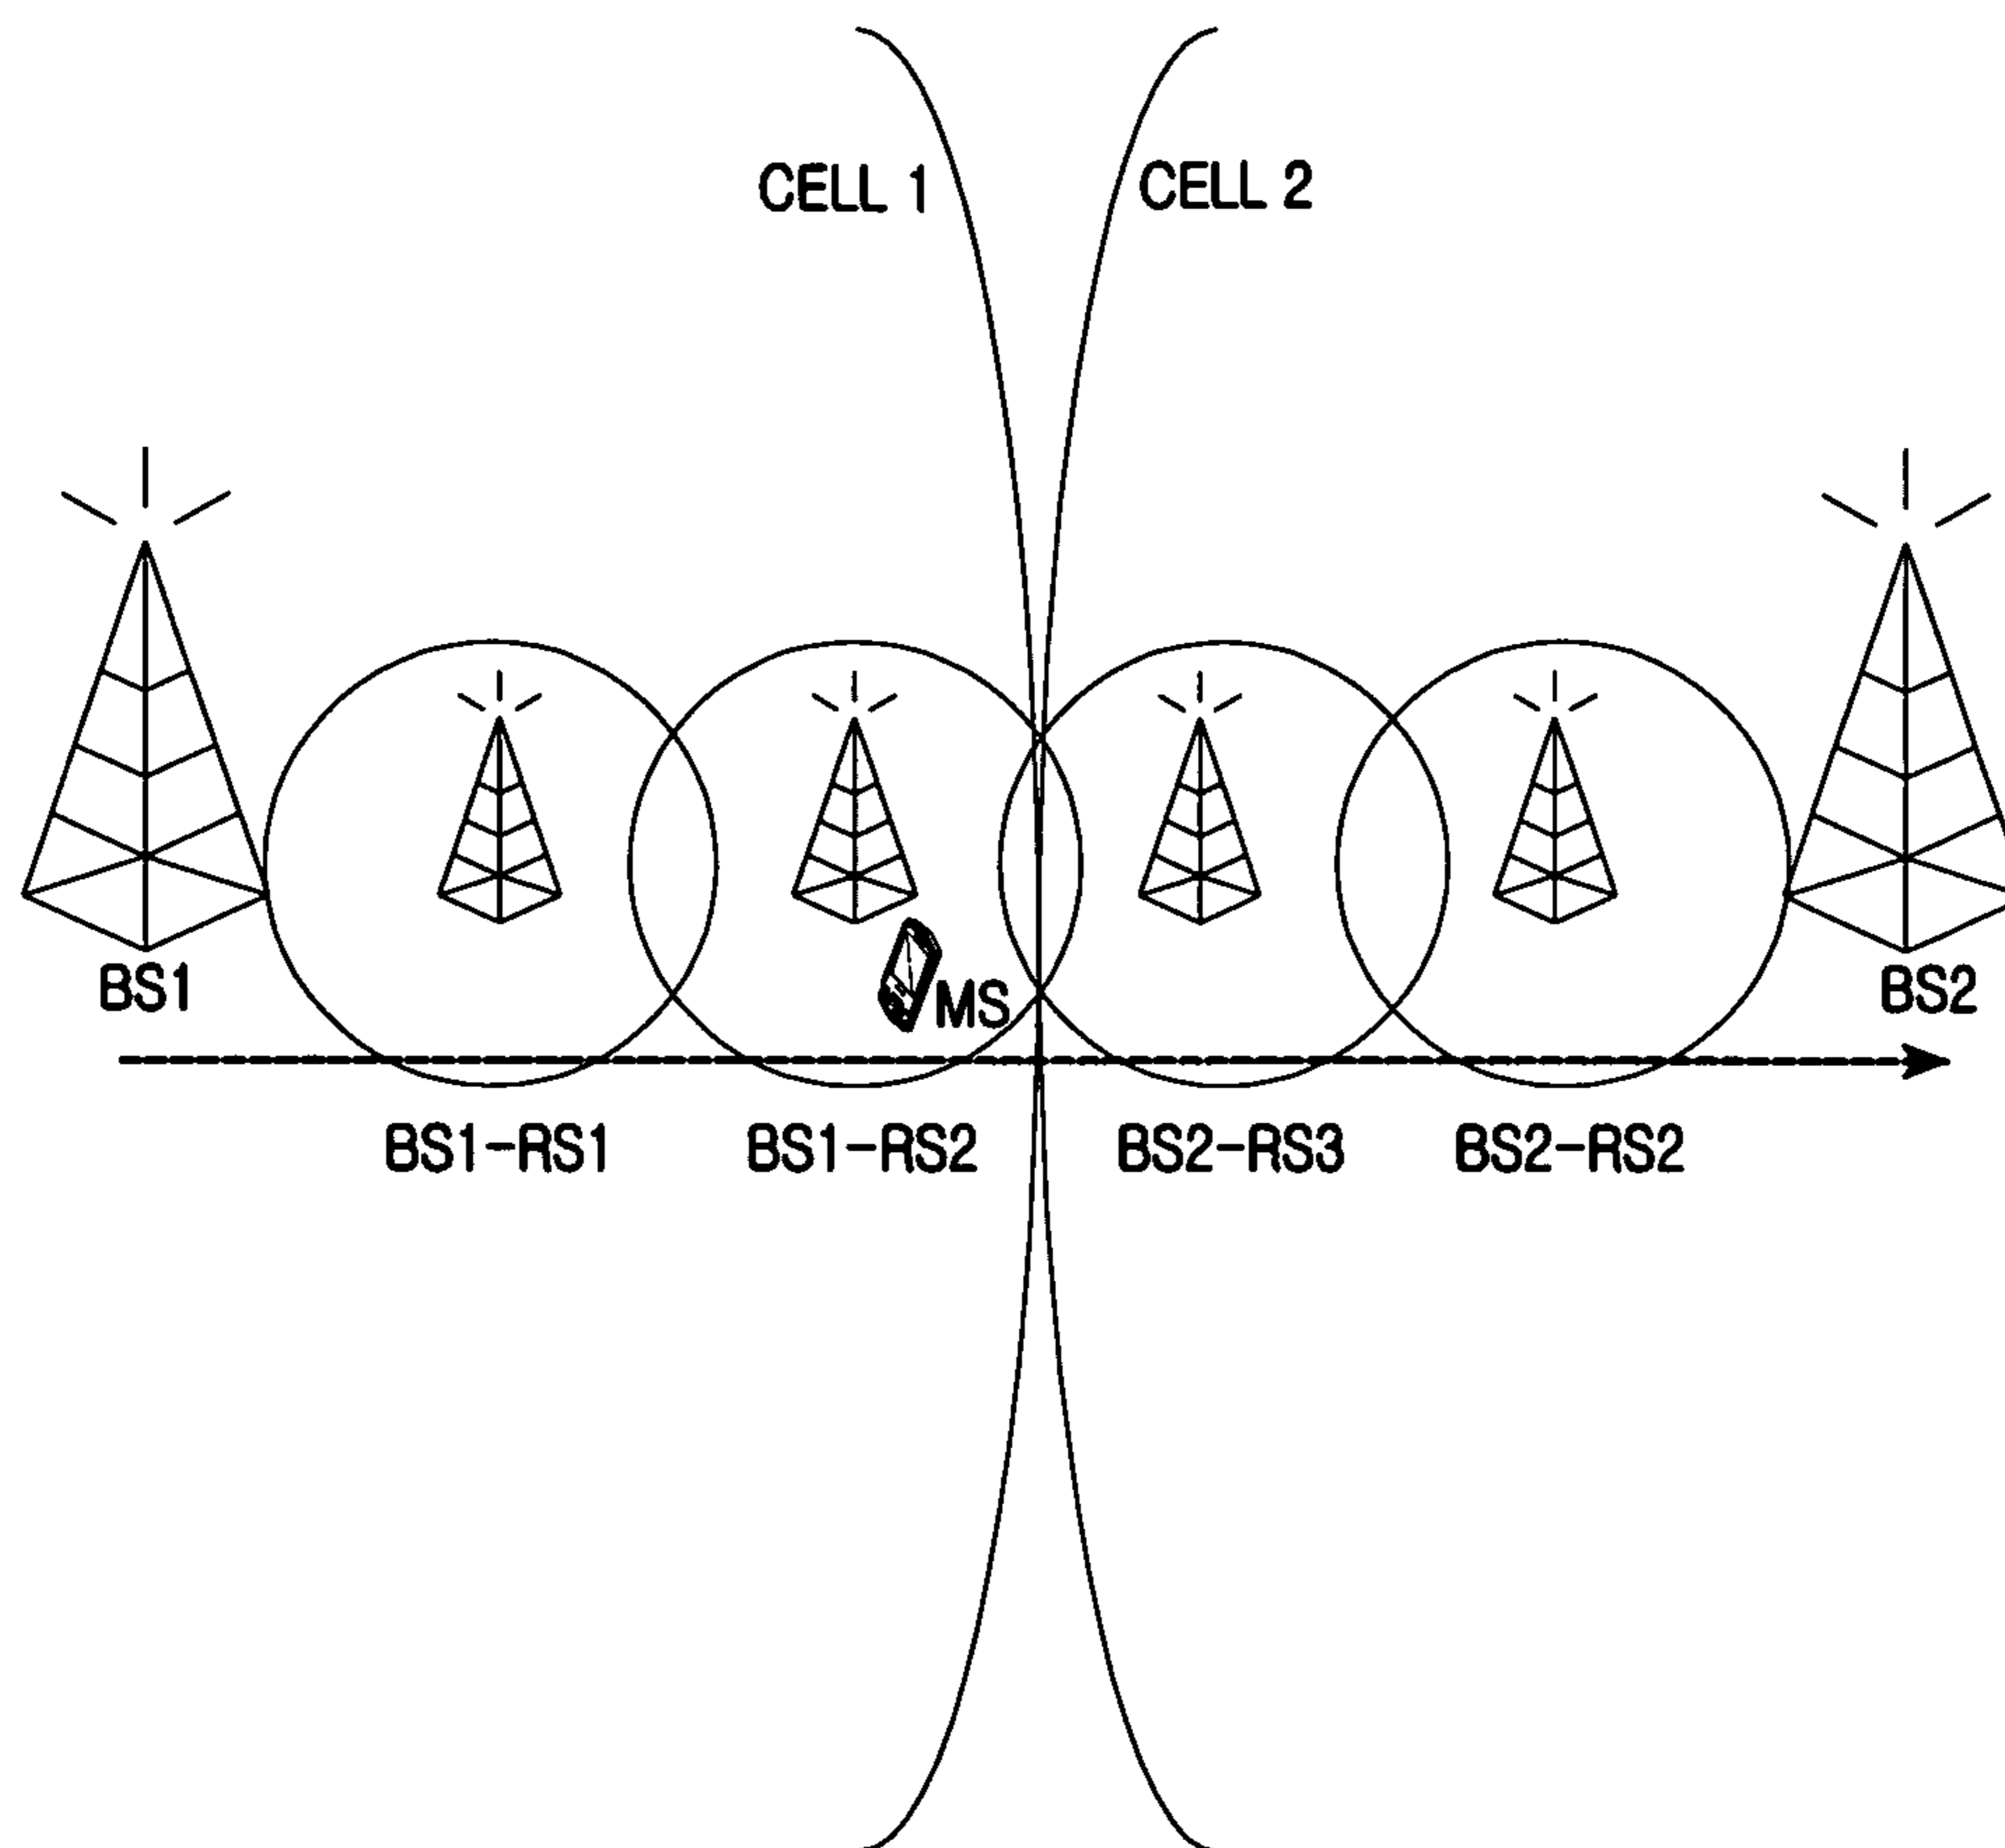 CELL 1
CELL 2
BS1
MS
BS2
BS1-RS1
BS1-RS2
BS2-RS3
BS2-RS2